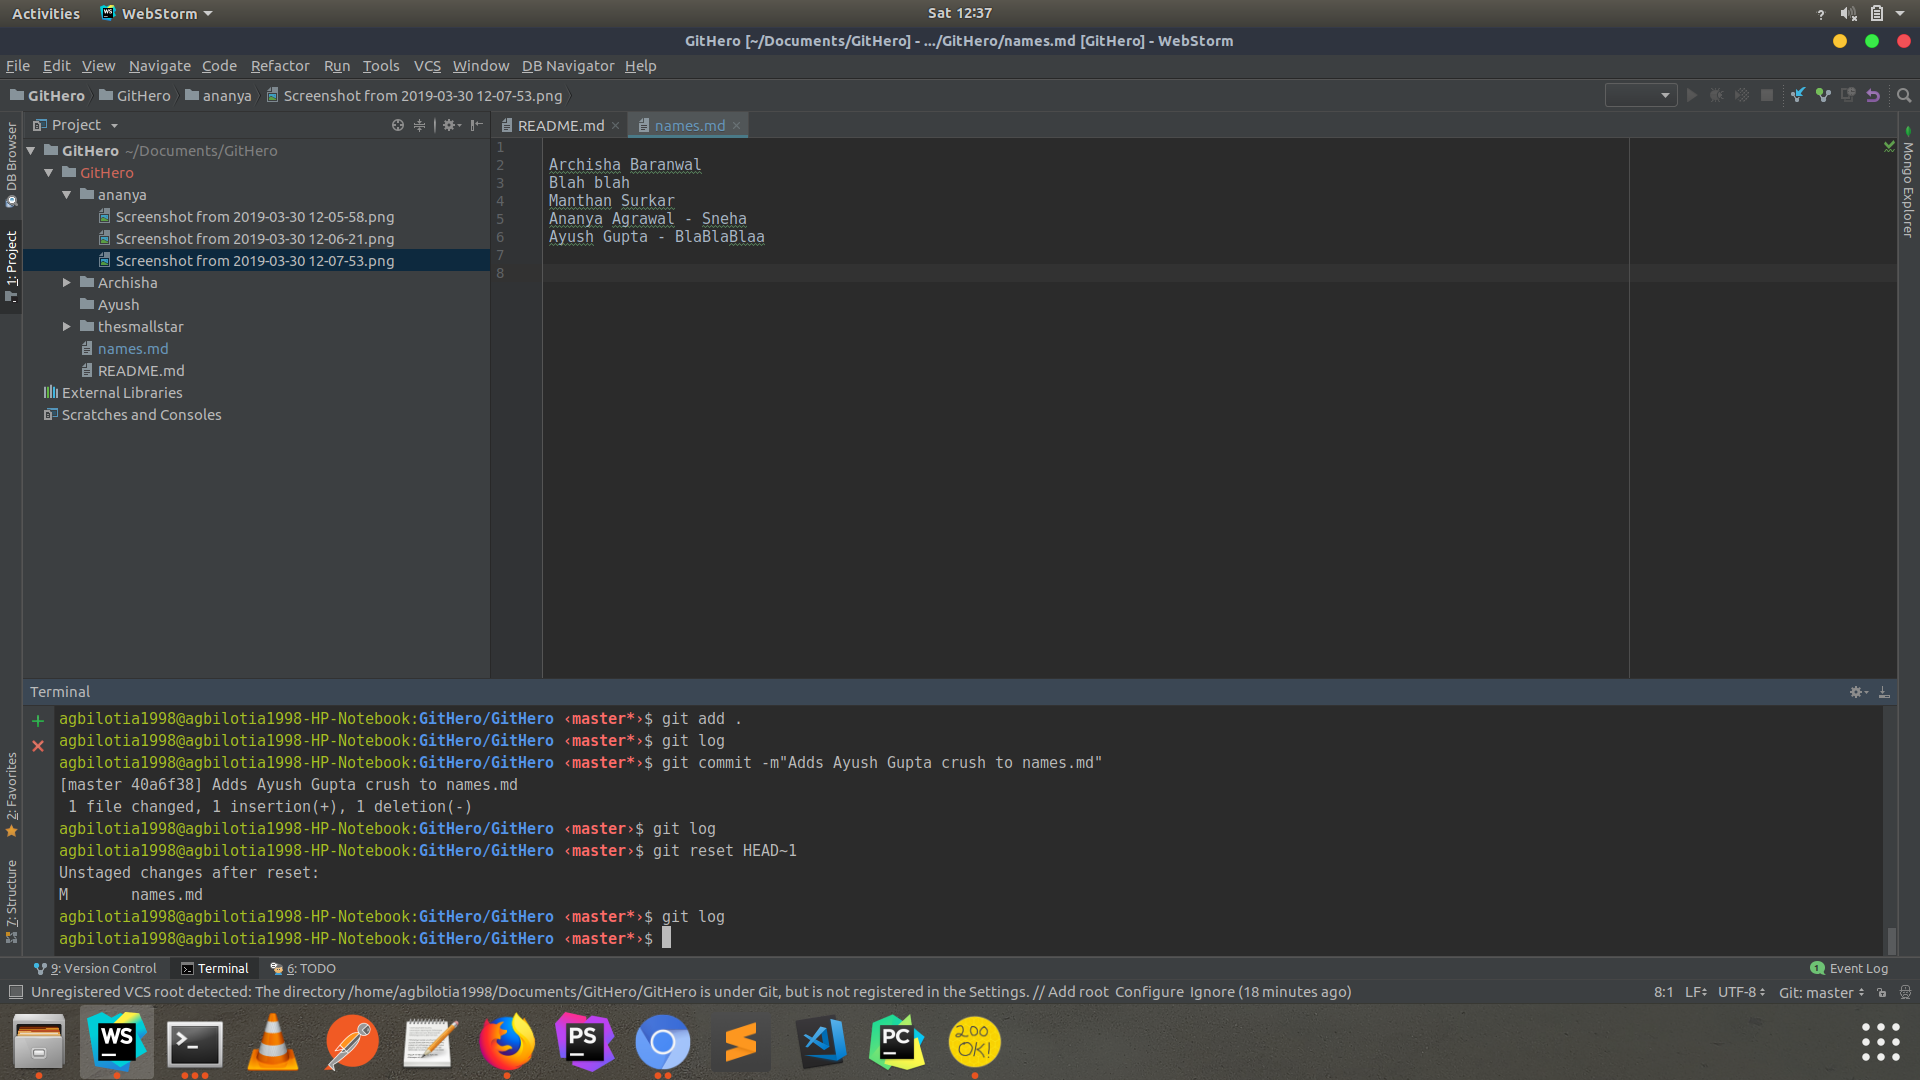 Activities WebStorm Sat 12:37 ?
GitHero [~/Documents/GitHero] - .../GitHero/names.md [GitHero] - WebStorm
File Edit View Navigate Code Refactor Run Tools VCS Window DB Navigator Help
GitHero GitHero ananya Screenshot from 2019-03-30 12-07-53.png
Project
README.md names.md
DB Browser
1: Project
2: Favorites
7: Structure
GitHero ~/Documents/GitHero
GitHero
ananya
Screenshot from 2019-03-30 12-05-58.png
Screenshot from 2019-03-30 12-06-21.png
Screenshot from 2019-03-30 12-07-53.png
Archisha
Ayush
thesmallstar
names.md
README.md
External Libraries
Scratches and Consoles
1
2 Archisha Baranwal
3 Blah blah
4 Manthan Surkar
5 Ananya Agrawal - Sneha
6 Ayush Gupta - BlaBlaBlaa
7
8
Mongo Explorer
Terminal
agbilotia1998@agbilotia1998-HP-Notebook:GitHero/GitHero ‹master*›$ git add .
agbilotia1998@agbilotia1998-HP-Notebook:GitHero/GitHero ‹master*›$ git log
agbilotia1998@agbilotia1998-HP-Notebook:GitHero/GitHero ‹master*›$ git commit -m"Adds Ayush Gupta crush to names.md"
[master 40a6f38] Adds Ayush Gupta crush to names.md
1 file changed, 1 insertion(+), 1 deletion(-)
agbilotia1998@agbilotia1998-HP-Notebook:GitHero/GitHero ‹master›$ git log
agbilotia1998@agbilotia1998-HP-Notebook:GitHero/GitHero ‹master›$ git reset HEAD~1
Unstaged changes after reset:
M names.md
agbilotia1998@agbilotia1998-HP-Notebook:GitHero/GitHero ‹master*›$ git log
agbilotia1998@agbilotia1998-HP-Notebook:GitHero/GitHero ‹master*›$
9: Version Control Terminal 6: TODO 1 Event Log
Unregistered VCS root detected: The directory /home/agbilotia1998/Documents/GitHero/GitHero is under Git, but is not registered in the Settings. // Add root Configure Ignore (18 minutes ago) 8:1 LF UTF-8 Git: master
WS PS PC 200 OK!